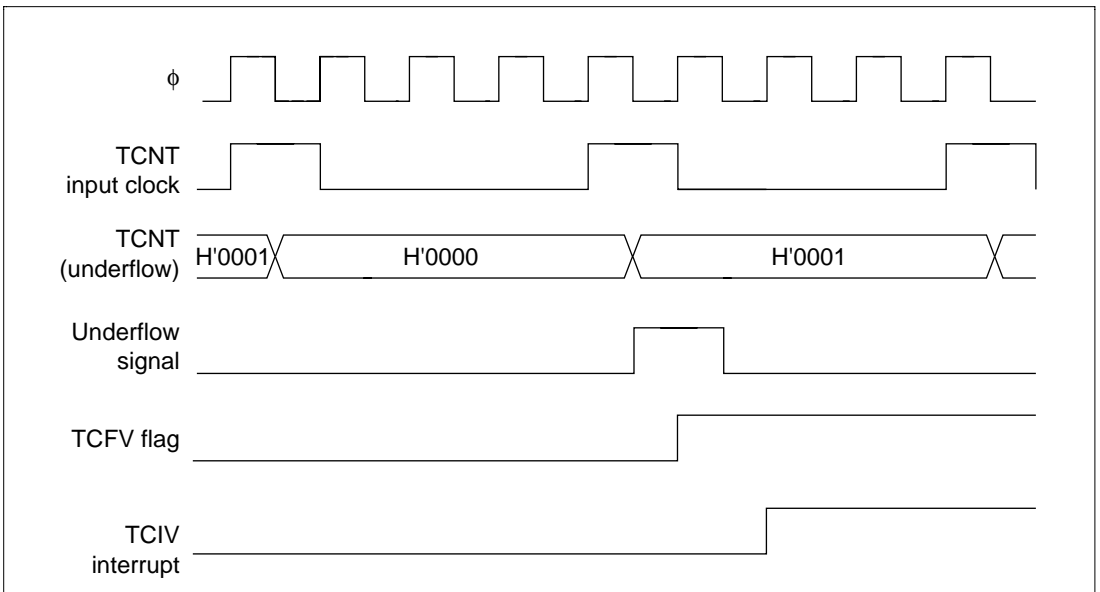 ϕ
TCNT
input clock
TCNT
(underflow)
H'0001 H'0000 H'0001
Underflow
signal
TCFV flag
TCIV
interrupt